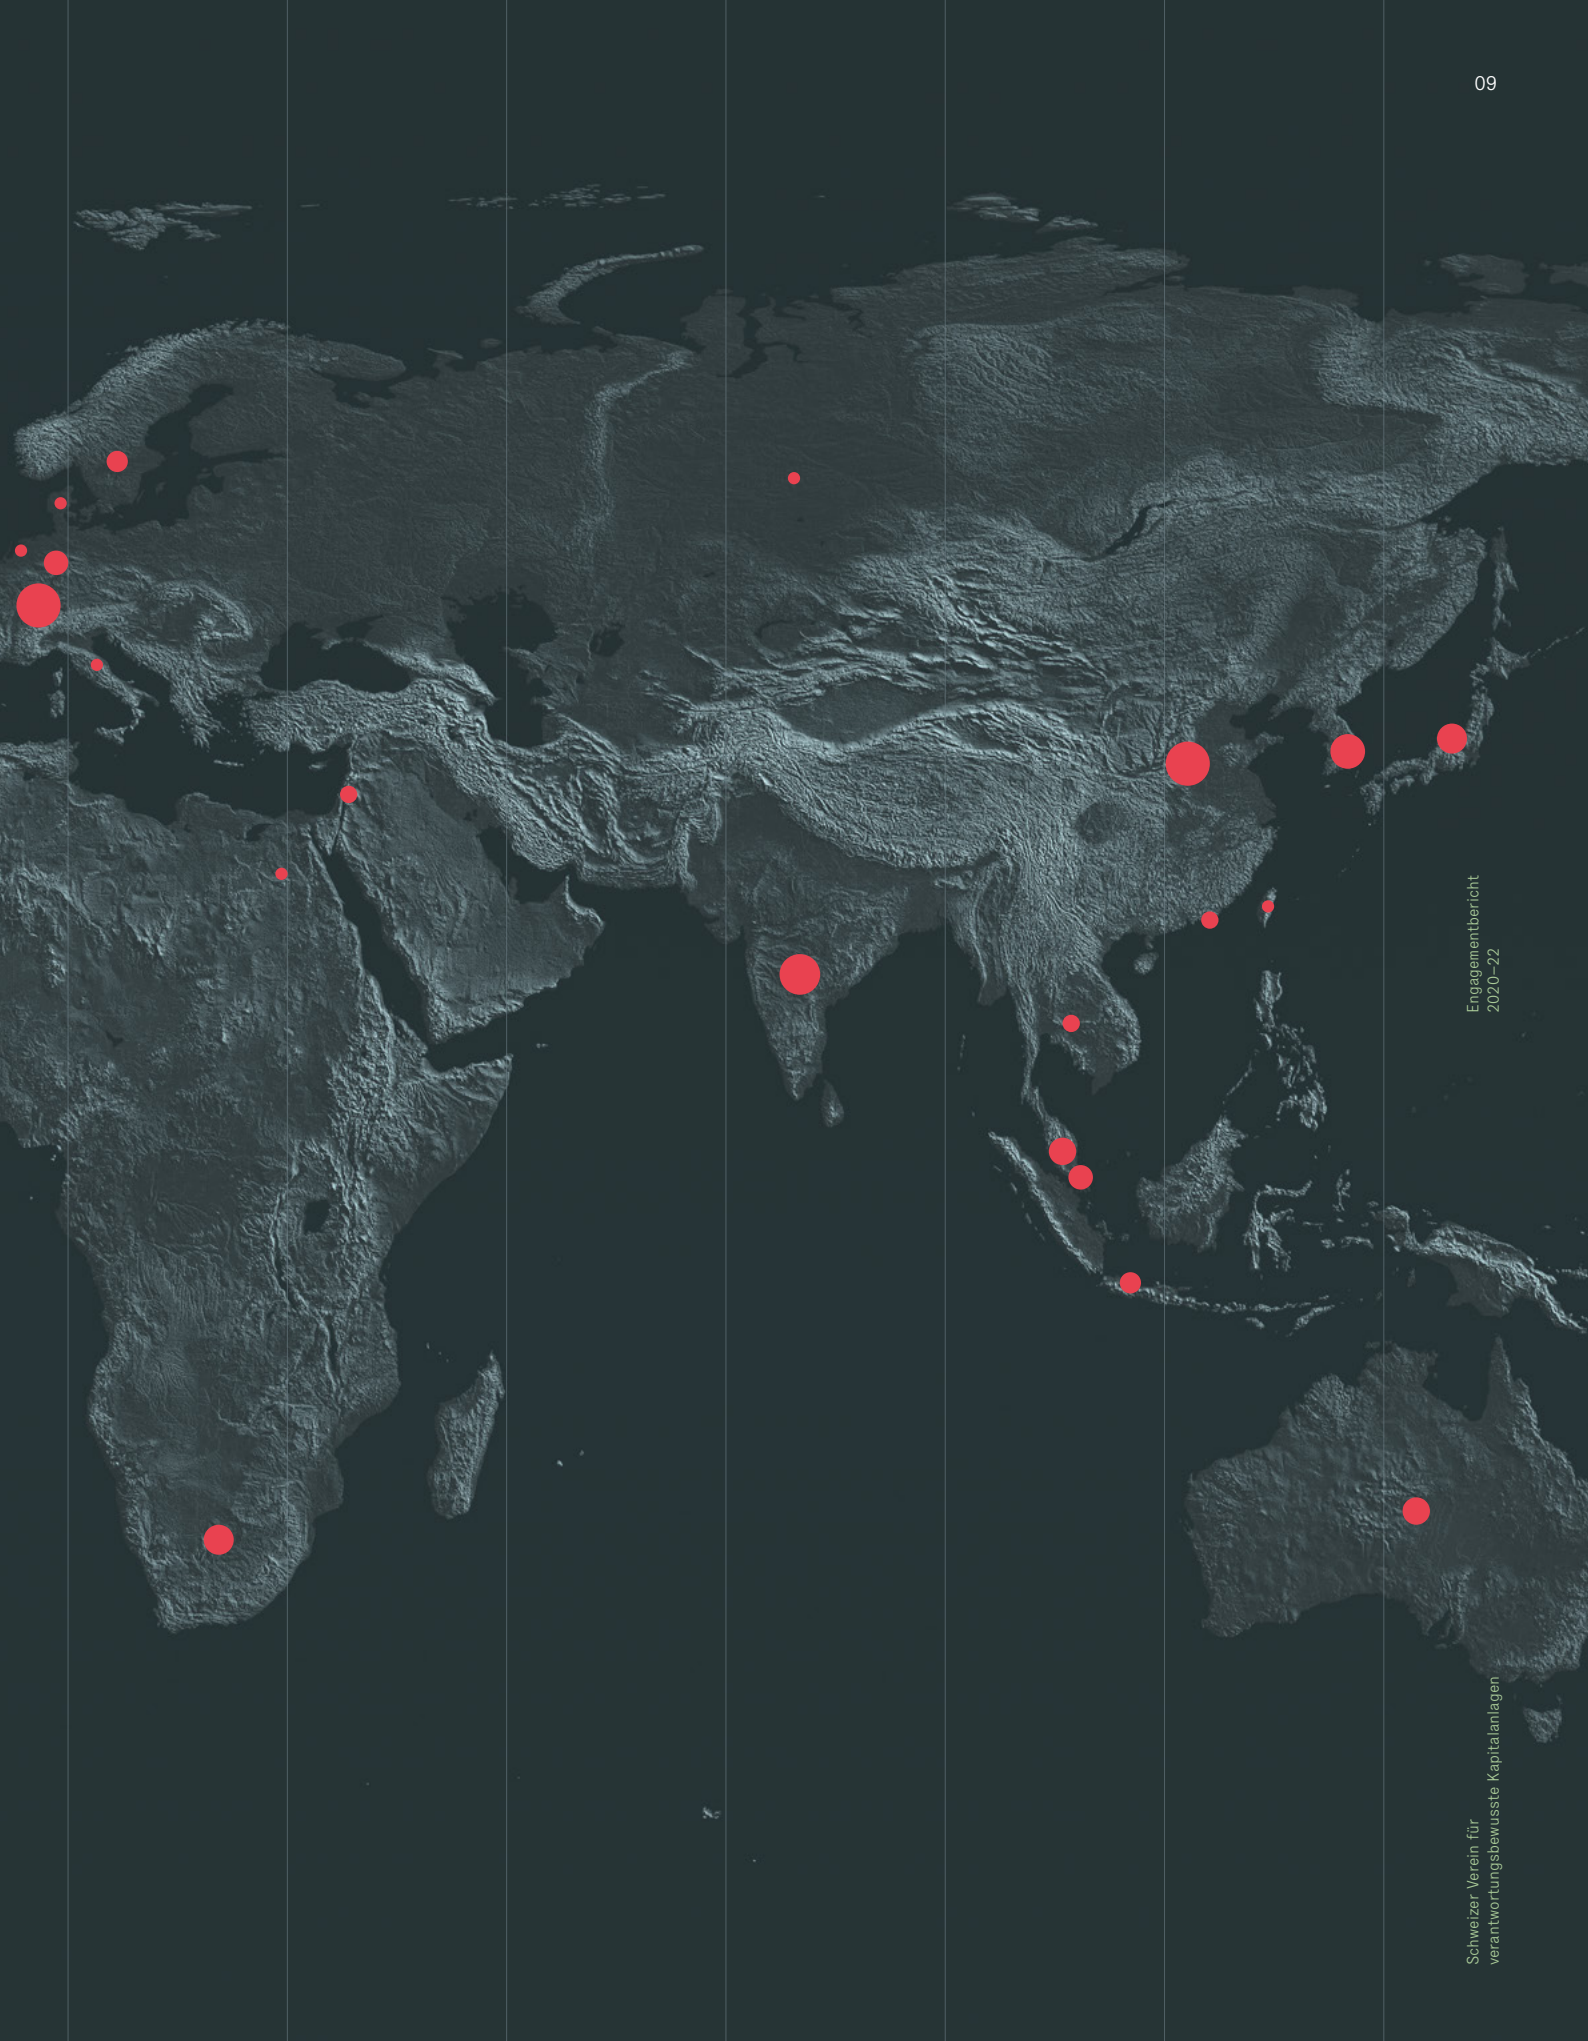 09
Engagementbericht
2020–22
Schweizer Verein für
verantwortungsbewusste Kapitalanlagen